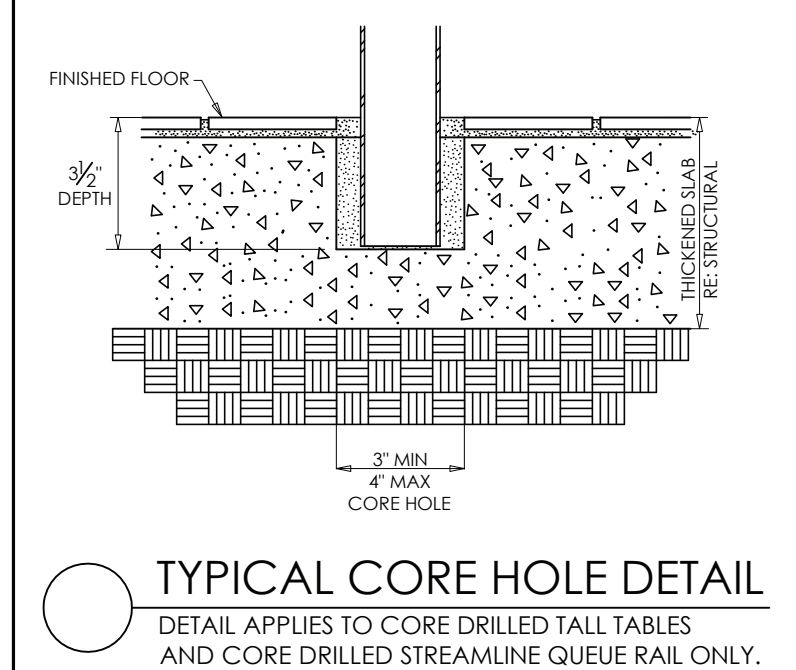 FINISHED FLOOR
3½"
DEPTH
THICKENED SLAB
RE: STRUCTURAL
3" MIN
4" MAX
CORE HOLE
TYPICAL CORE HOLE DETAIL
DETAIL APPLIES TO CORE DRILLED TALL TABLES
AND CORE DRILLED STREAMLINE QUEUE RAIL ONLY.